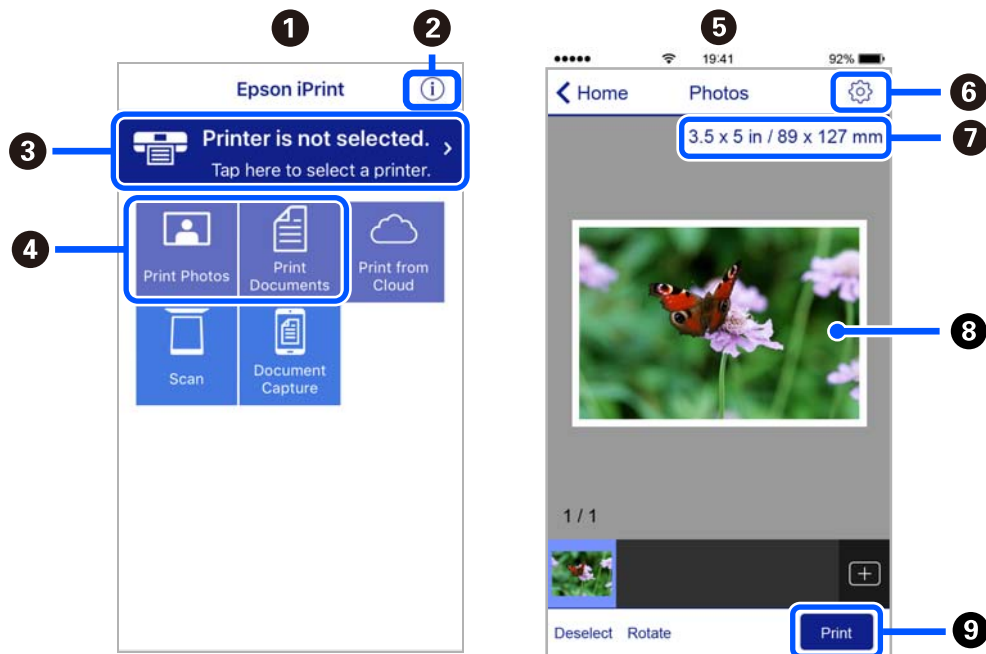 1
2
Epson iPrint
i
3
Printer is not selected.
Tap here to select a printer.
4
Print Photos
Print
Documents
Print from
Cloud
Scan
Document
Capture
5
19:41
92%
Home
Photos
6
3.5 x 5 in / 89 x 127 mm
7
8
1 / 1
Deselect
Rotate
Print
9